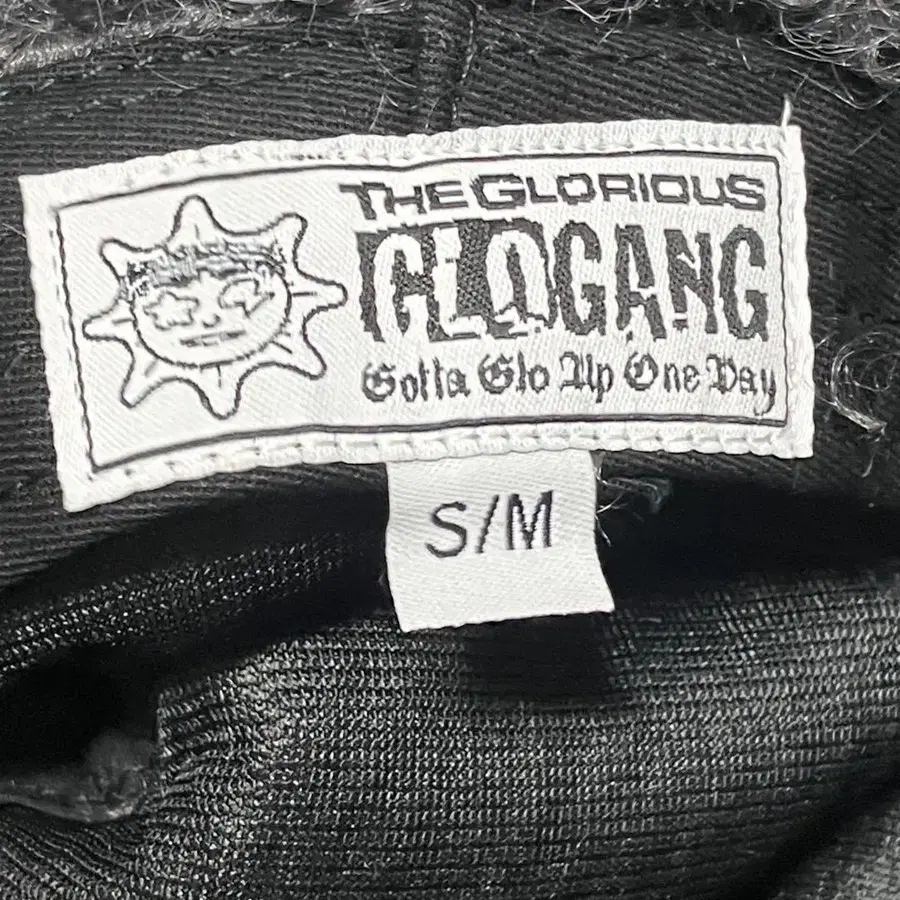 THE GLORIOUS
GLOGANG
Gotta Glo Up One Day
S/M